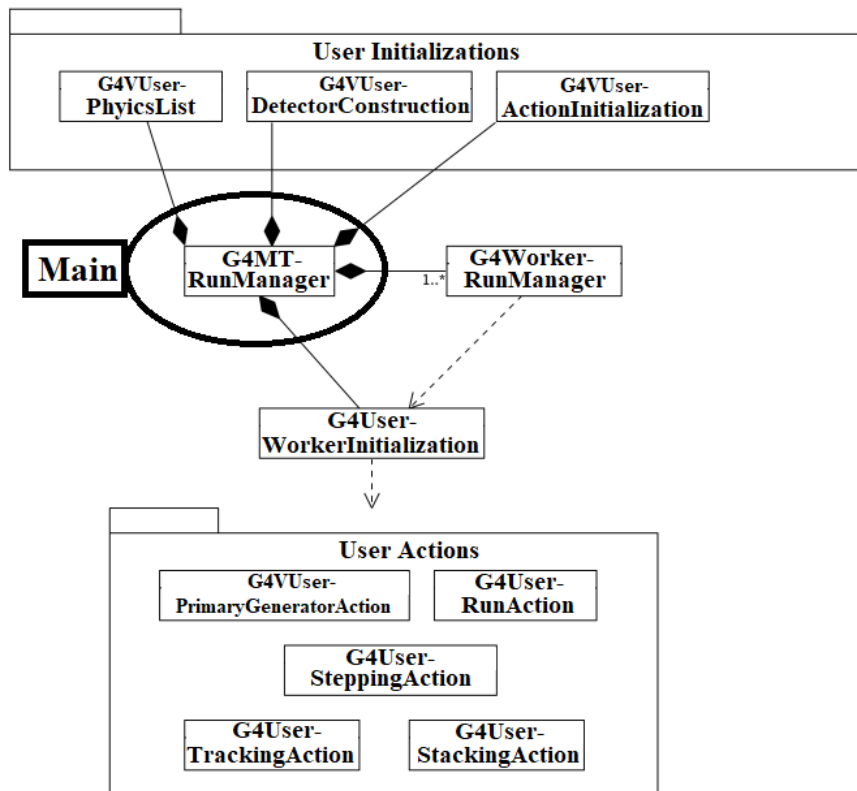 User Initializations
G4VUser-
PhyicsList
G4VUser-
DetectorConstruction
G4VUser-
ActionInitialization
Main
G4MT-
RunManager
1..*
G4Worker-
RunManager
G4User-
WorkerInitialization
User Actions
G4VUser-
PrimaryGeneratorAction
G4User-
RunAction
G4User-
SteppingAction
G4User-
TrackingAction
G4User-
StackingAction